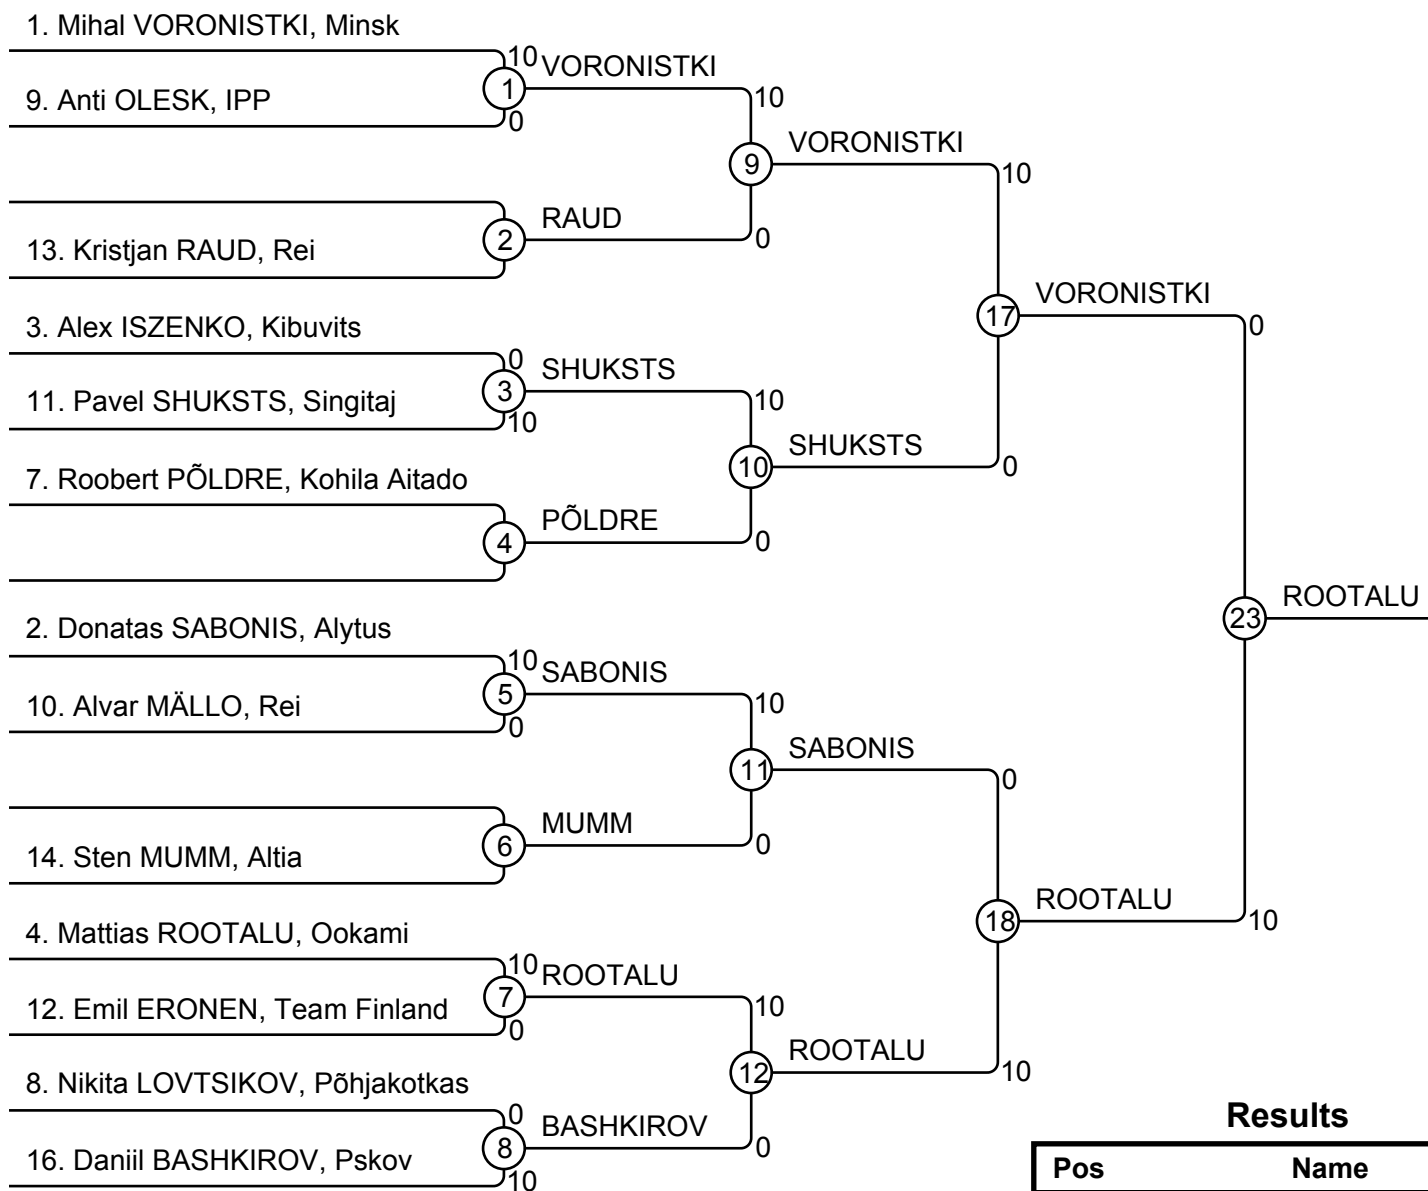 1. Mihal VORONISTKI, Minsk
10
VORONISTKI
1
9. Anti OLESK, IPP
0
10
VORONISTKI
9
10
RAUD
2
0
13. Kristjan RAUD, Rei
VORONISTKI
17
0
3. Alex ISZENKO, Kibuvits
0
SHUKSTS
3
10
11. Pavel SHUKSTS, Singitaj
10
SHUKSTS
10
0
7. Roobert PÕLDRE, Kohila Aitado
PÕLDRE
4
0
ROOTALU
23
2. Donatas SABONIS, Alytus
10
SABONIS
5
10
10. Alvar MÄLLO, Rei
0
SABONIS
11
0
MUMM
6
0
14. Sten MUMM, Altia
ROOTALU
18
10
4. Mattias ROOTALU, Ookami
10
ROOTALU
7
10
12. Emil ERONEN, Team Finland
0
ROOTALU
12
10
8. Nikita LOVTSIKOV, Põhjakotkas
0
BASHKIROV
8
0
16. Daniil BASHKIROV, Pskov
10
Results
Pos Name